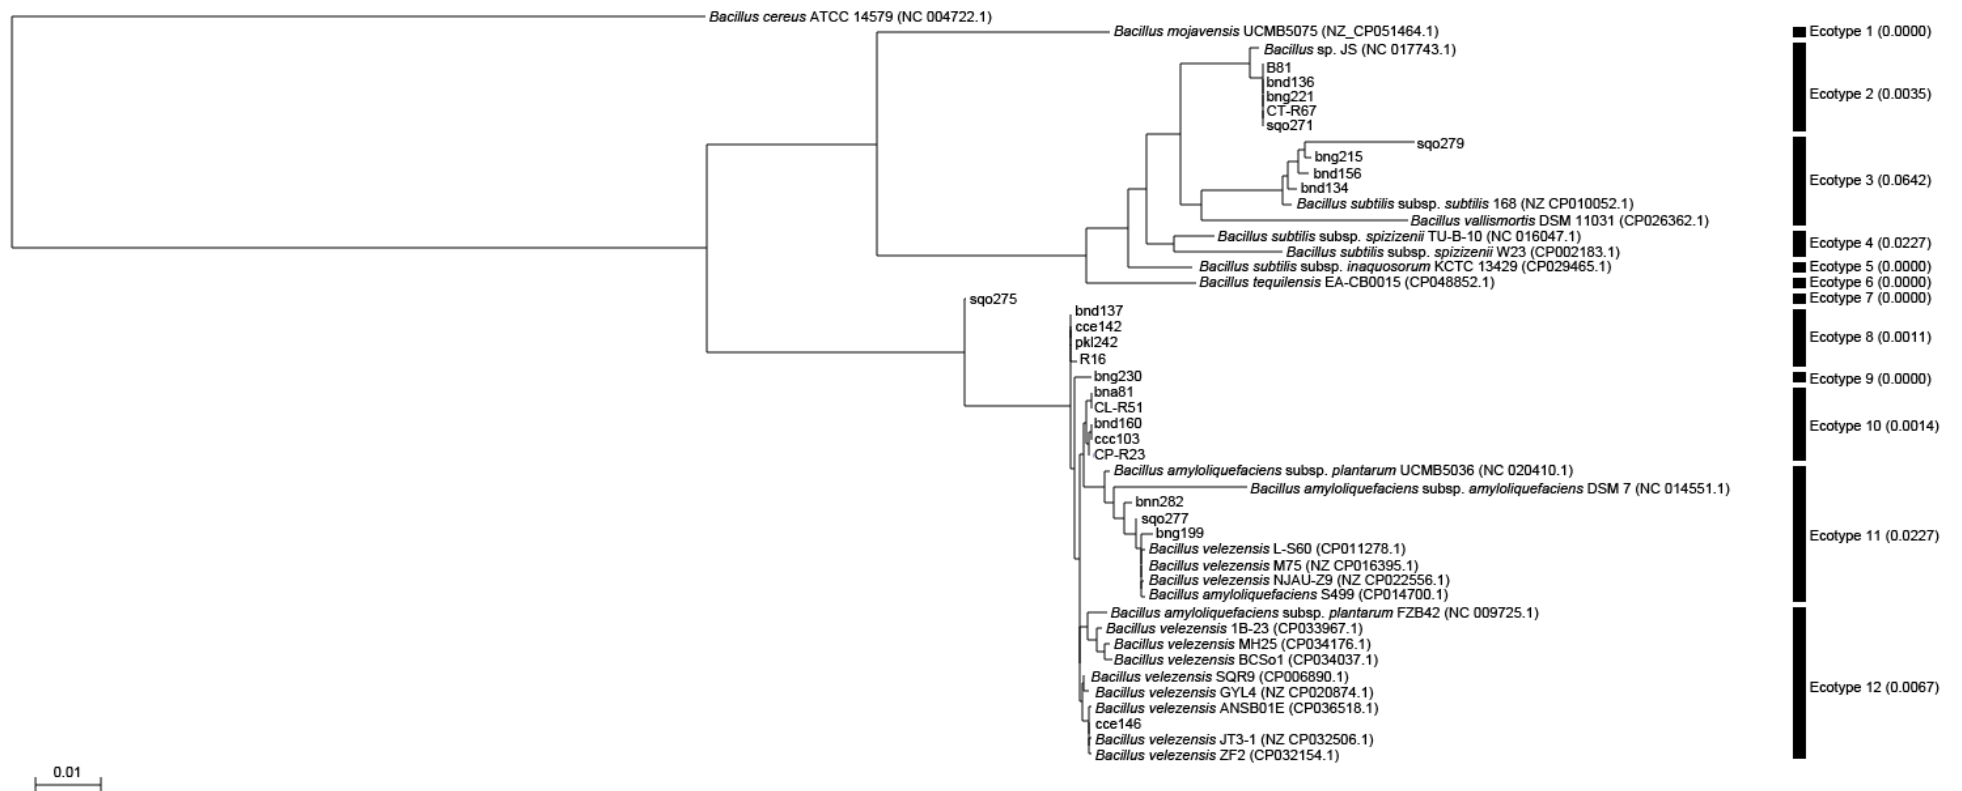 Bacillus cereus ATCC 14579 (NC 004722.1)
Bacillus mojavensis UCMB5075 (NZ_CP051464.1)
Ecotype 1 (0.0000)
Bacillus sp. JS (NC 017743.1)
B81
bnd136
bng221
Ecotype 2 (0.0035)
CT-R67
sqo271
sqo279
bng215
bnd156
Ecotype 3 (0.0642)
bnd134
Bacillus subtilis subsp. subtilis 168 (NZ CP010052.1)
Bacillus vallismortis DSM 11031 (CP026362.1)
Bacillus subtilis subsp. spizizenii TU-B-10 (NC 016047.1)
Ecotype 4 (0.0227)
Bacillus subtilis subsp. spizizenii W23 (CP002183.1)
Bacillus subtilis subsp. inaquosorum KCTC 13429 (CP029465.1)
Ecotype 5 (0.0000)
Bacillus tequilensis EA-CB0015 (CP048852.1)
Ecotype 6 (0.0000)
sqo275
Ecotype 7 (0.0000)
bnd137
cce142
Ecotype 8 (0.0011)
pkl242
R16
bng230
Ecotype 9 (0.0000)
bna81
CL-R51
bnd160
Ecotype 10 (0.0014)
ccc103
CP-R23
Bacillus amyloliquefaciens subsp. plantarum UCMB5036 (NC 020410.1)
Bacillus amyloliquefaciens subsp. amyloliquefaciens DSM 7 (NC 014551.1)
bnn282
sqo277
bng199
Ecotype 11 (0.0227)
Bacillus velezensis L-S60 (CP011278.1)
Bacillus velezensis M75 (NZ CP016395.1)
Bacillus velezensis NJAU-Z9 (NZ CP022556.1)
Bacillus amyloliquefaciens S499 (CP014700.1)
Bacillus amyloliquefaciens subsp. plantarum FZB42 (NC 009725.1)
Bacillus velezensis 1B-23 (CP033967.1)
Bacillus velezensis MH25 (CP034176.1)
Bacillus velezensis BCSo1 (CP034037.1)
Bacillus velezensis SQR9 (CP006890.1)
Ecotype 12 (0.0067)
Bacillus velezensis GYL4 (NZ CP020874.1)
Bacillus velezensis ANSB01E (CP036518.1)
cce146
Bacillus velezensis JT3-1 (NZ CP032506.1)
Bacillus velezensis ZF2 (CP032154.1)
0.01